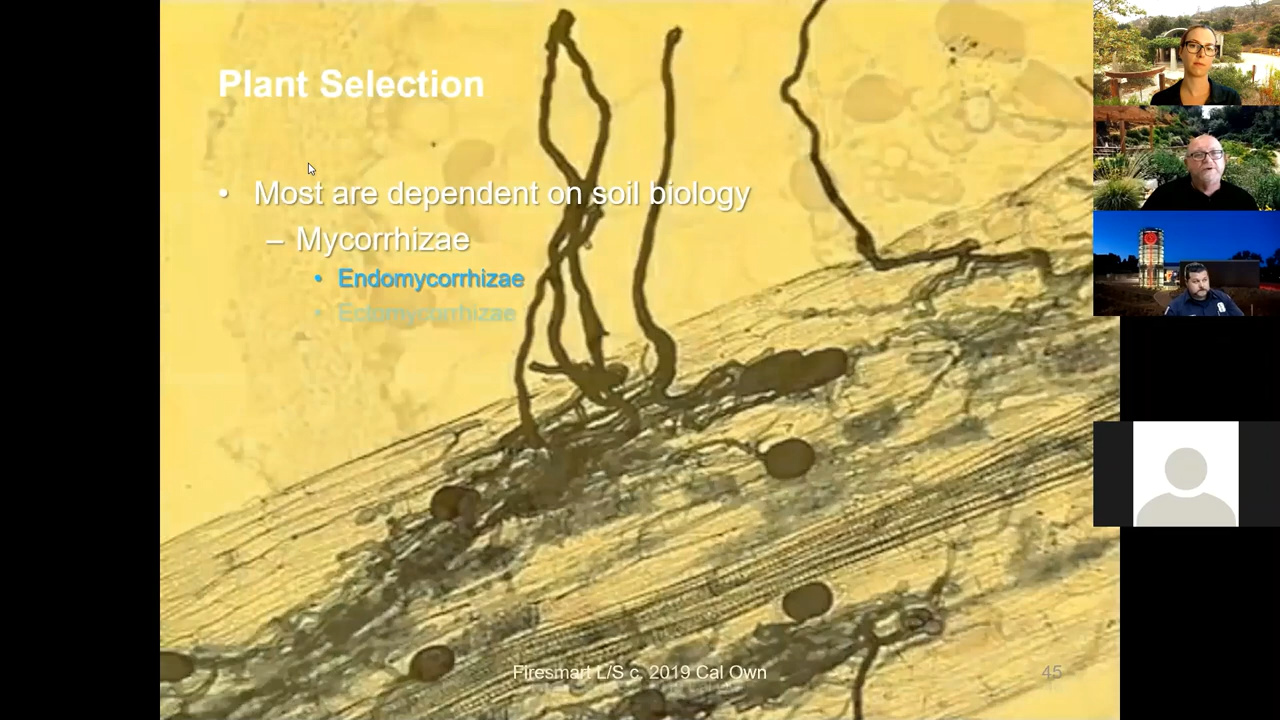 Plant Selection
• Most are dependent on soil biology
– Mycorrhizae
• Endomycorrhizae
• Ectomycorrhizae
Firesmart L/S c. 2019 Cal Own
45